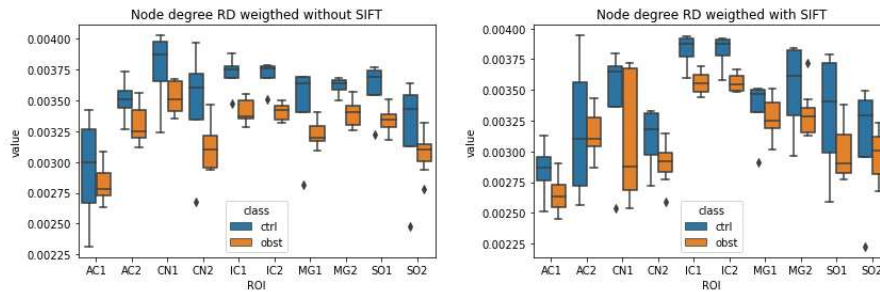 Node degree RD weigthed without SIFT
value
0.00400
0.00375
0.00350
0.00325
0.00300
0.00275
0.00250
0.00225
class
ctrl
obst
AC1 AC2 CN1 CN2 IC1 IC2 MG1 MG2 SO1 SO2
ROI
Node degree RD weigthed with SIFT
value
0.00400
0.00375
0.00350
0.00325
0.00300
0.00275
0.00250
0.00225
class
ctrl
obst
AC1 AC2 CN1 CN2 IC1 IC2 MG1 MG2 SO1 SO2
ROI